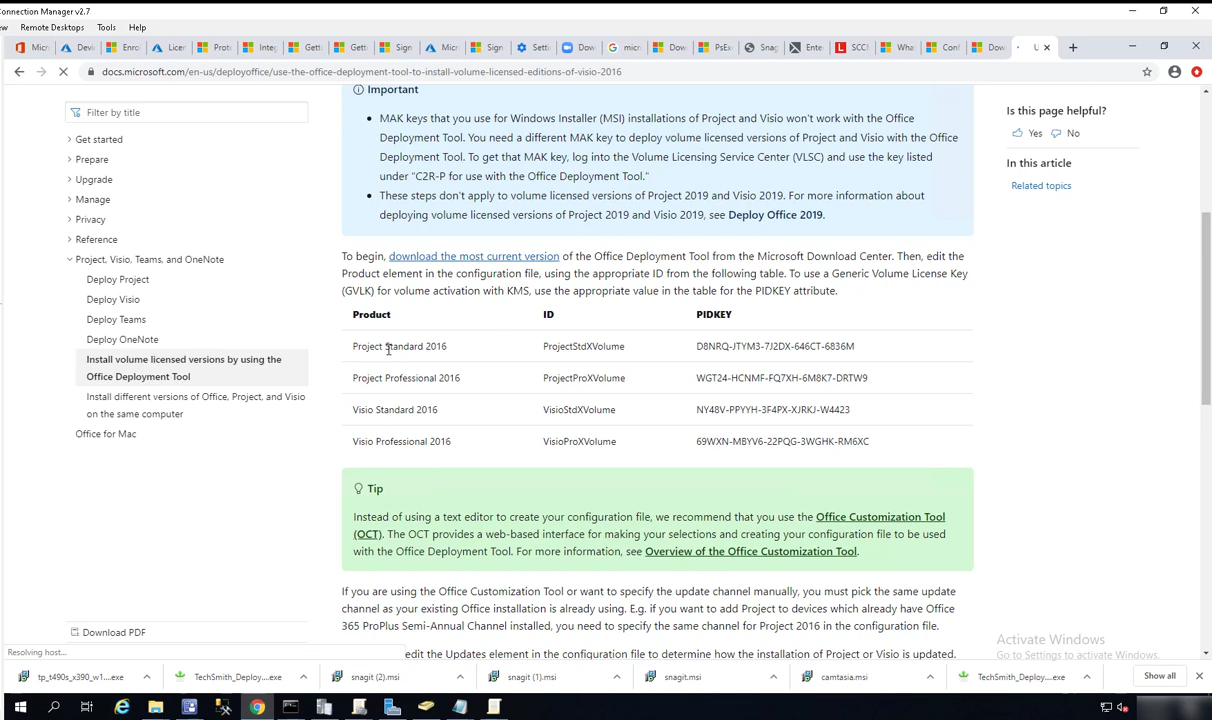 Connection Manager v2.7
ew Remote Desktops Tools Help
Micr Devi Enro Licer Prot Inte Gett Gett Sign Sign Micr Setti Dow micr Dow PsEx Snag Ente SCC Wha Conf Dow U
docs.microsoft.com/en-us/deployoffice/use-the-office-deployment-tool-to-install-volume-licensed-editions-of-visio-2016
Filter by title
Get started
Prepare
Upgrade
Manage
Privacy
Reference
Project, Visio, Teams, and OneNote
Deploy Project
Deploy Visio
Deploy Teams
Deploy OneNote
Install volume licensed versions by using the
Office Deployment Tool
Install different versions of Office, Project, and Visio
on the same computer
Office for Mac
Download PDF
Important
• MAK keys that you use for Windows Installer (MSI) installations of Project and Visio won't work with the Office
Deployment Tool. You need a different MAK key to deploy volume licensed versions of Project and Visio with the Office
Deployment Tool. To get that MAK key, log into the Volume Licensing Service Center (VLSC) and use the key listed
under "C2R-P for use with the Office Deployment Tool."
• These steps don't apply to volume licensed versions of Project 2019 and Visio 2019. For more information about
deploying volume licensed versions of Project 2019 and Visio 2019, see Deploy Office 2019.
To begin, download the most current version of the Office Deployment Tool from the Microsoft Download Center. Then, edit the
Product element in the configuration file, using the appropriate ID from the following table. To use a Generic Volume License Key
(GVLK) for volume activation with KMS, use the appropriate value in the table for the PIDKEY attribute.
Product ID PIDKEY
Project Standard 2016 ProjectStdXVolume D8NRQ-JTYM3-7J2DX-646CT-6836M
Project Professional 2016 ProjectProXVolume WGT24-HCNMF-FQ7XH-6M8K7-DRTW9
Visio Standard 2016 VisioStdXVolume NY48V-PPYYH-3F4PX-XJRKJ-W4423
Visio Professional 2016 VisioProXVolume 69WXN-MBYV6-22PQG-3WGHK-RM6XC
Tip
Instead of using a text editor to create your configuration file, we recommend that you use the Office Customization Tool
(OCT). The OCT provides a web-based interface for making your selections and creating your configuration file to be used
with the Office Deployment Tool. For more information, see Overview of the Office Customization Tool.
If you are using the Office Customization Tool or want to specify the update channel manually, you must pick the same update
channel as your existing Office installation is already using. E.g. if you want to add Project to devices which already have Office
365 ProPlus Semi-Annual Channel installed, you need to specify the same channel for Project 2016 in the configuration file.
edit the Updates element in the configuration file to determine how the installation of Project or Visio is updated.
Is this page helpful?
Yes No
In this article
Related topics
Activate Windows
Go to Settings to activate Windows.
Resolving host...
tp_t490s_x390_w1....exe TechSmith_Deploy....exe snagit (2).msi snagit (1).msi snagit.msi camtasia.msi TechSmith_Deploy....exe Show all